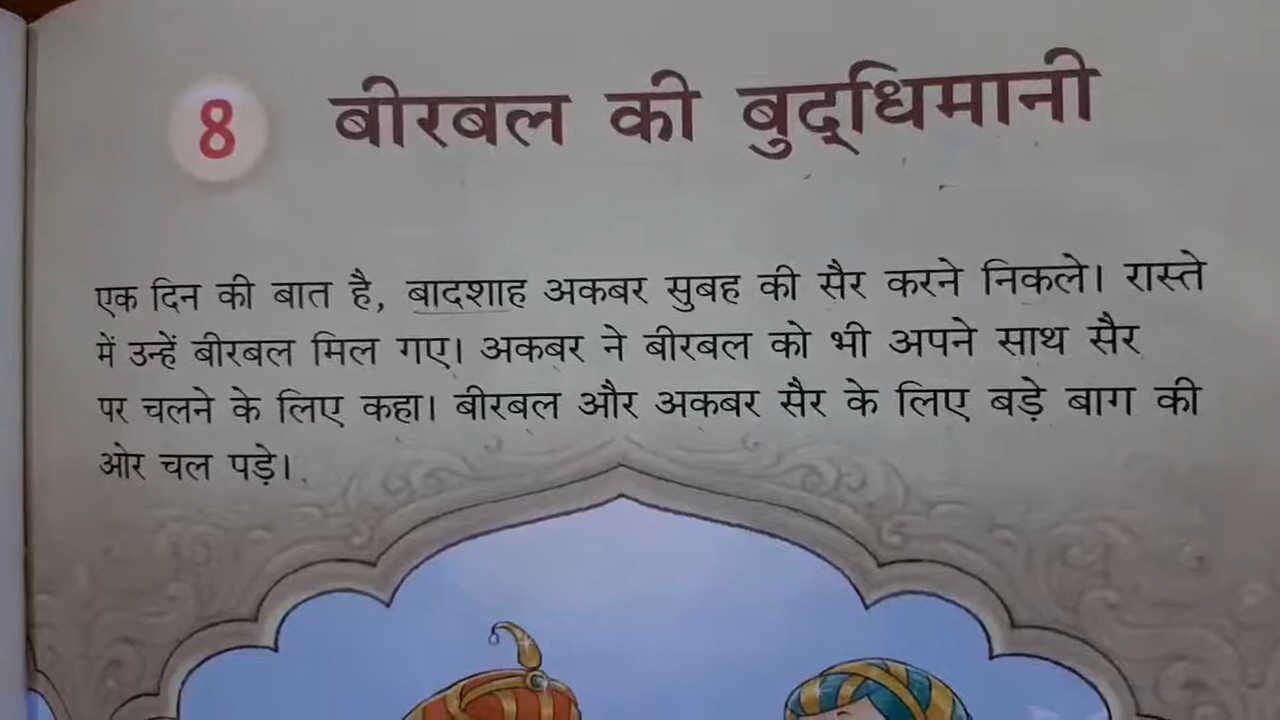 8 बीरबल की बुद्‌धिमानी
एक दिन की बात है, बादशाह अकबर सुबह की सैर करने निकले। रास्ते
में उन्हें बीरबल मिल गए। अकबर ने बीरबल को भी अपने साथ सैर
पर चलने के लिए कहा। बीरबल और अकबर सैर के लिए बड़े बाग की
ओर चल पड़े।